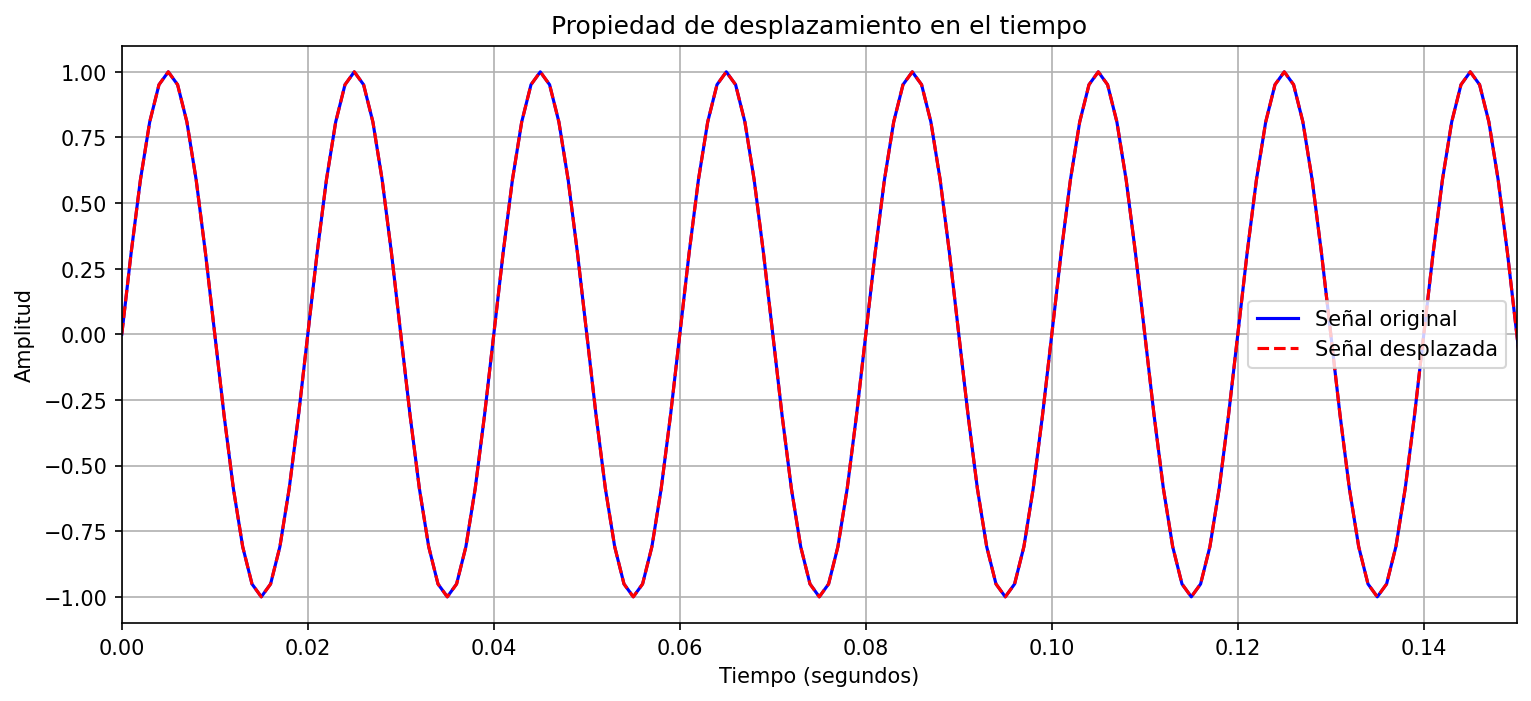 Propiedad de desplazamiento en el tiempo
1.00
0.75
0.50
0.25
0.00
−0.25
−0.50
−0.75
−1.00
Amplitud
Señal original
Señal desplazada
0.00 0.02 0.04 0.06 0.08 0.10 0.12 0.14
Tiempo (segundos)